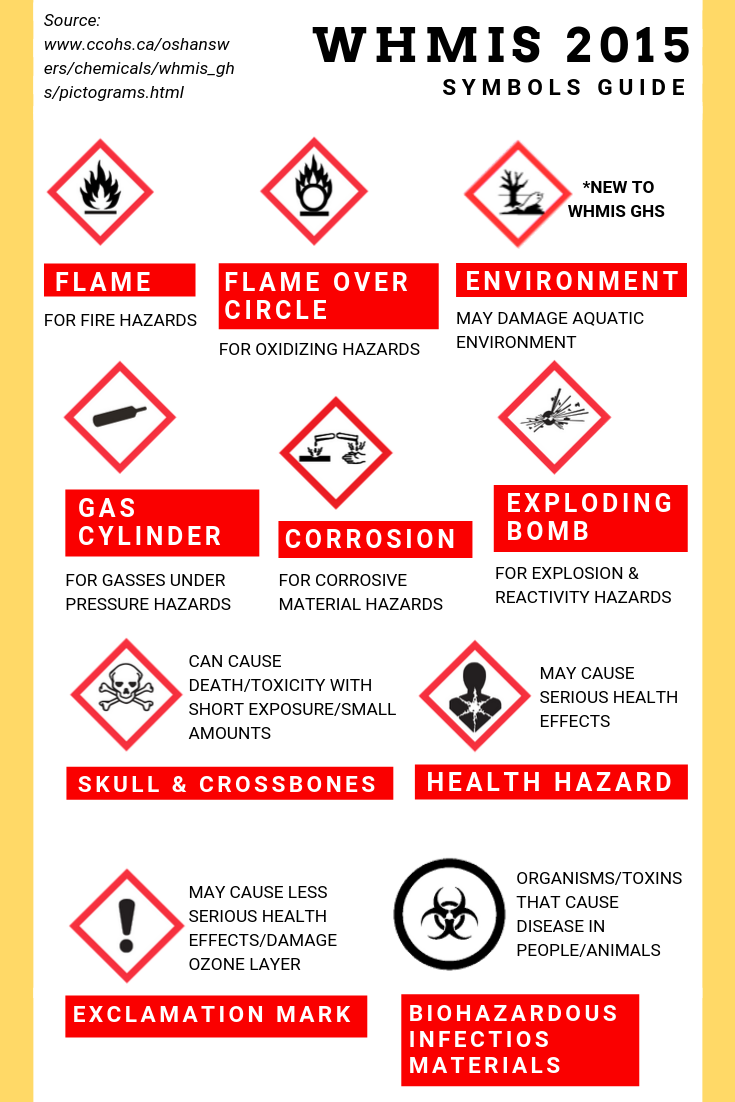 Source:
www.ccohs.ca/oshansw
ers/chemicals/whmis_gh
s/pictograms.html
WHMIS 2015
SYMBOLS GUIDE
*NEW TO
WHMIS GHS
FLAME
FOR FIRE HAZARDS
FLAME OVER
CIRCLE
FOR OXIDIZING HAZARDS
ENVIRONMENT
MAY DAMAGE AQUATIC
ENVIRONMENT
GAS
CYLINDER
FOR GASSES UNDER
PRESSURE HAZARDS
CORROSION
FOR CORROSIVE
MATERIAL HAZARDS
EXPLODING
BOMB
FOR EXPLOSION &
REACTIVITY HAZARDS
CAN CAUSE
DEATH/TOXICITY WITH
SHORT EXPOSURE/SMALL
AMOUNTS
SKULL & CROSSBONES
MAY CAUSE
SERIOUS HEALTH
EFFECTS
HEALTH HAZARD
MAY CAUSE LESS
SERIOUS HEALTH
EFFECTS/DAMAGE
OZONE LAYER
EXCLAMATION MARK
ORGANISMS/TOXINS
THAT CAUSE
DISEASE IN
PEOPLE/ANIMALS
BIOHAZARDOUS
INFECTIOS
MATERIALS